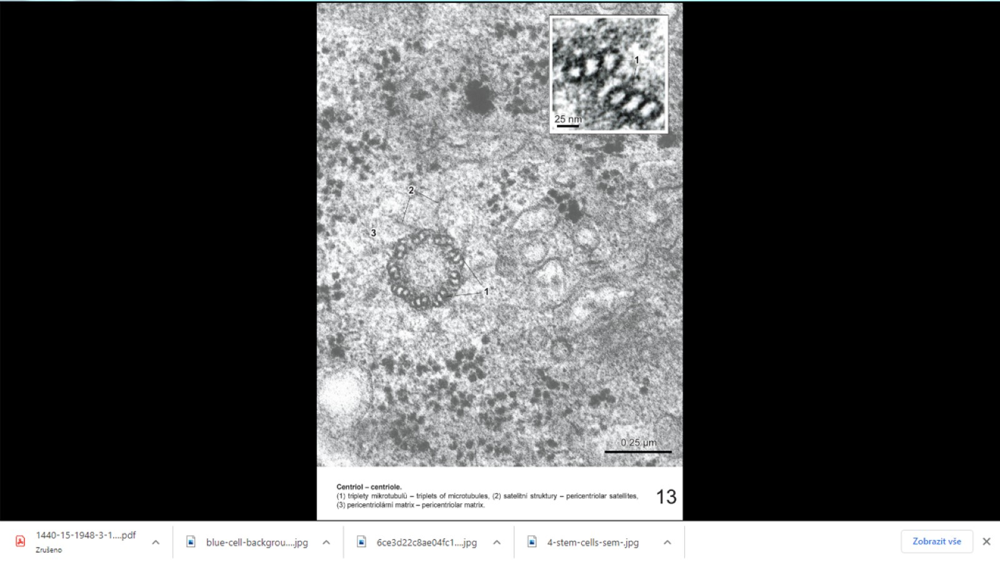 1
25 nm
2
3
1
0.25 µm
Centriol – centriole.
(1) triplety mikrotubulů – triplets of microtubules, (2) satelitní struktury – pericentriolar satellites,
(3) pericentriolární matrix – pericentriolar matrix.
13
1440-15-1948-3-1....pdf
Zrušeno
blue-cell-backgrou....jpg
6ce3d22c8ae04fc1....jpg
4-stem-cells-sem-.jpg
Zobrazit vše